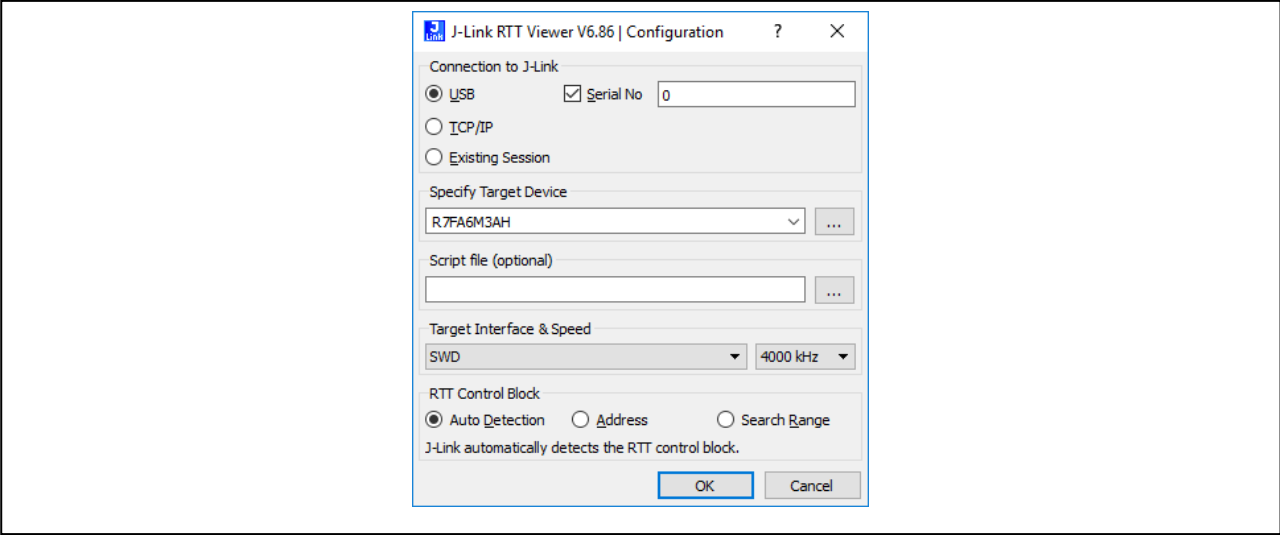 J-Link RTT Viewer V6.86 | Configuration ?
Connection to J-Link
USB Serial No 0
TCP/IP
Existing Session
Specify Target Device
R7FA6M3AH ...
Script file (optional)
...
Target Interface & Speed
SWD 4000 kHz
RTT Control Block
Auto Detection Address Search Range
J-Link automatically detects the RTT control block.
OK Cancel